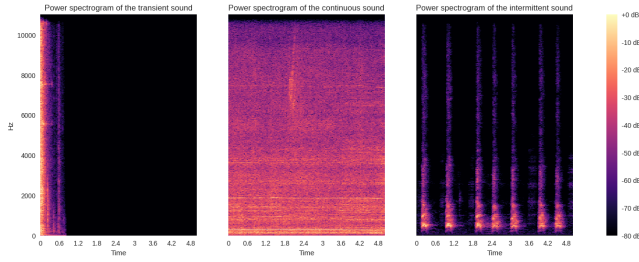 Power spectrogram of the transient sound
Power spectrogram of the continuous sound
Power spectrogram of the intermittent sound
10000
8000
6000
4000
2000
0
Hz
0 0.6 1.2 1.8 2.4 3 3.6 4.2 4.8
Time
0 0.6 1.2 1.8 2.4 3 3.6 4.2 4.8
Time
0 0.6 1.2 1.8 2.4 3 3.6 4.2 4.8
Time
+0 dB
-10 dB
-20 dB
-30 dB
-40 dB
-50 dB
-60 dB
-70 dB
-80 dB